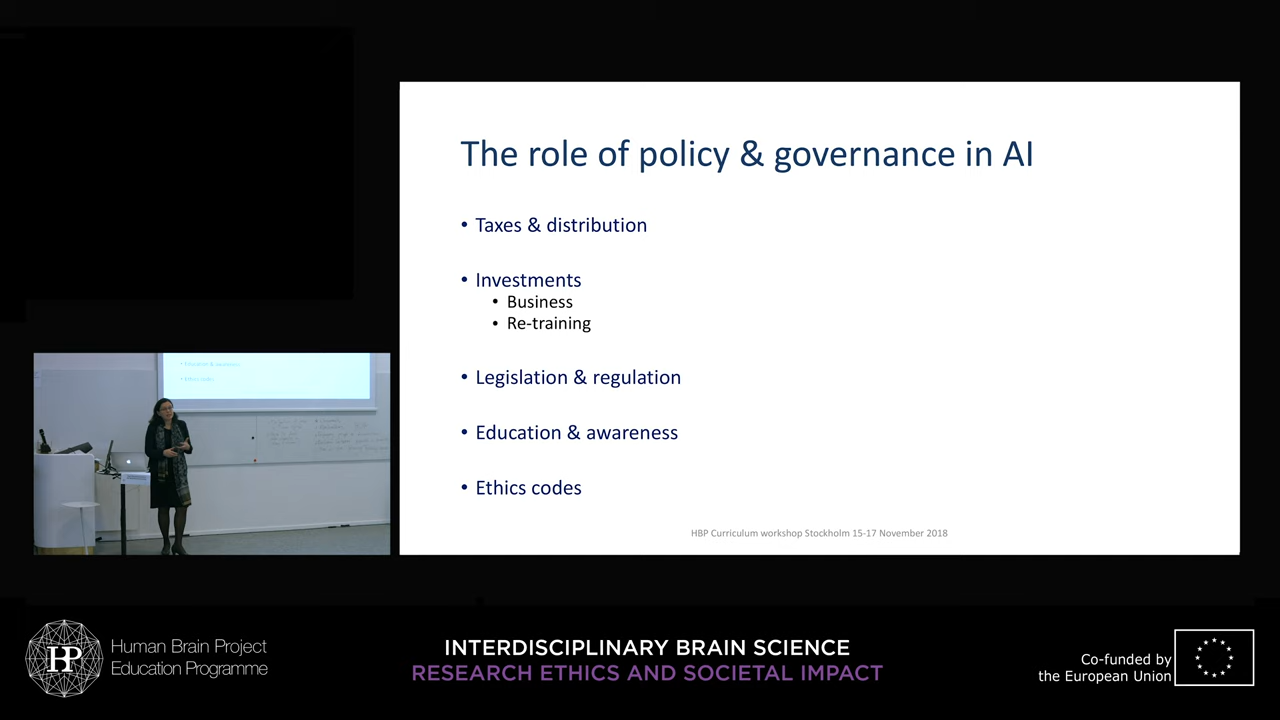 The role of policy & governance in AI
• Taxes & distribution
• Investments
• Business
• Re-training
• Legislation & regulation
• Education & awareness
• Ethics codes
HBP Curriculum workshop Stockholm 15-17 November 2018
HP
Human Brain Project
Education Programme
INTERDISCIPLINARY BRAIN SCIENCE
RESEARCH ETHICS AND SOCIETAL IMPACT
Co-funded by
the European Union